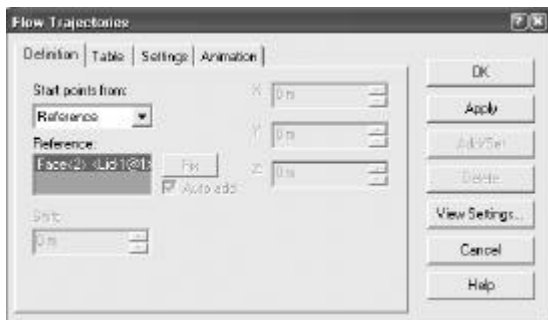 Flow Trajectories
Definition Table Settings Animation
Start points from:
Reference
Reference:
Face<2> <Lid-1@1>
Fix
Auto add
Shift:
0 m
X: 0 m
Y: 0 m
Z: 0 m
OK
Apply
Add/Set
Delete
View Settings...
Cancel
Help